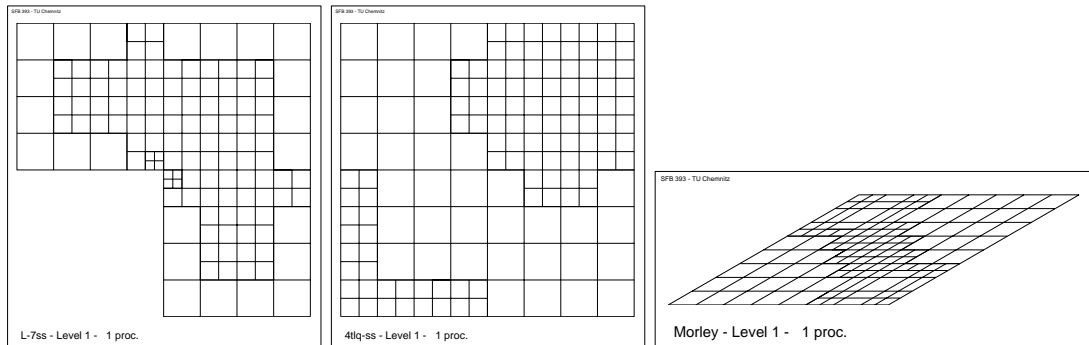 SFB 393 - TU Chemnitz
L-7ss - Level 1 - 1 proc.
SFB 393 - TU Chemnitz
4tlq-ss - Level 1 - 1 proc.
SFB 393 - TU Chemnitz
Morley - Level 1 - 1 proc.